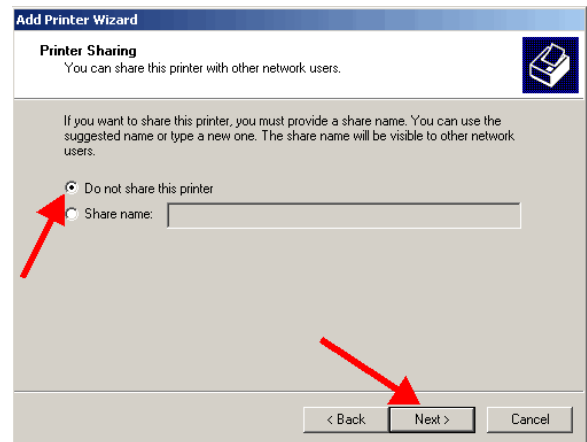 Add Printer Wizard
Printer Sharing
You can share this printer with other network users.
If you want to share this printer, you must provide a share name. You can use the
suggested name or type a new one. The share name will be visible to other network
users.
Do not share this printer
Share name:
< Back
Next >
Cancel